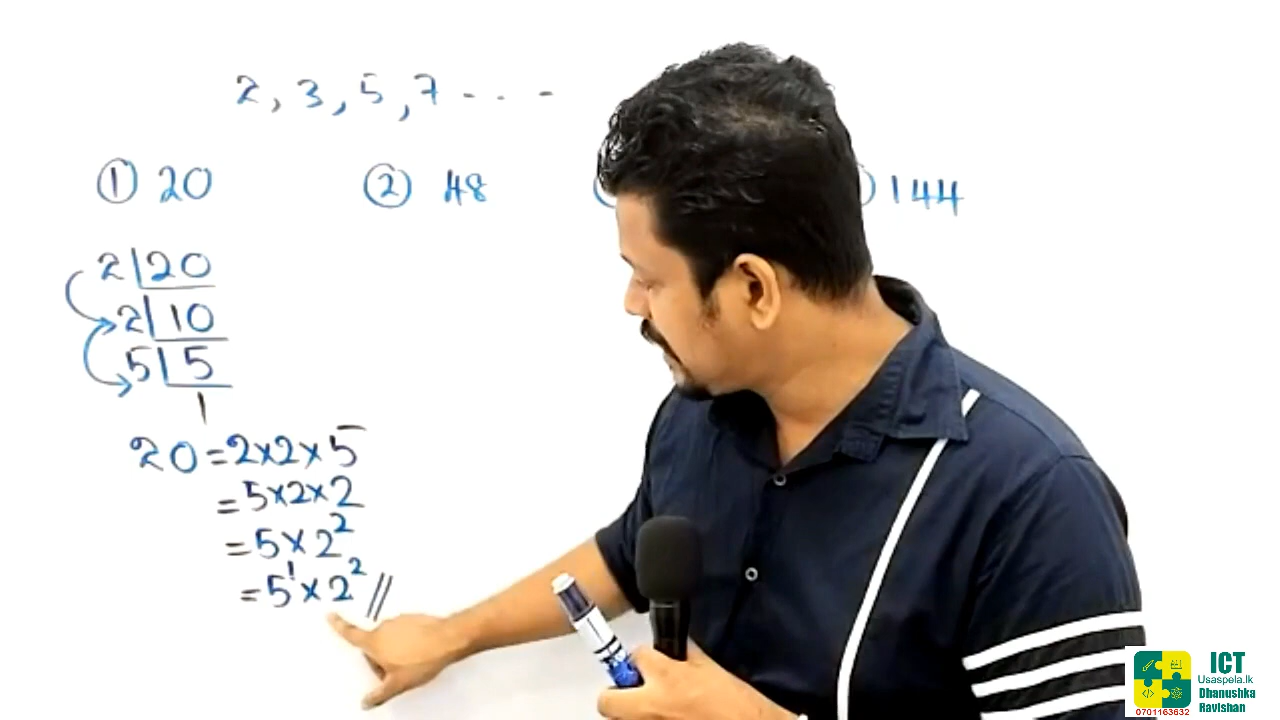 2, 3, 5, 7 - - -
① 20
② 48
) 144
2 | 20
2 | 10
5 | 5
1
20 = 2×2×5
= 5×2×2
= 5×2²
= 5¹×2² //
ICT
Usaspela.lk
Dhanushka
Ravishan
0701163632